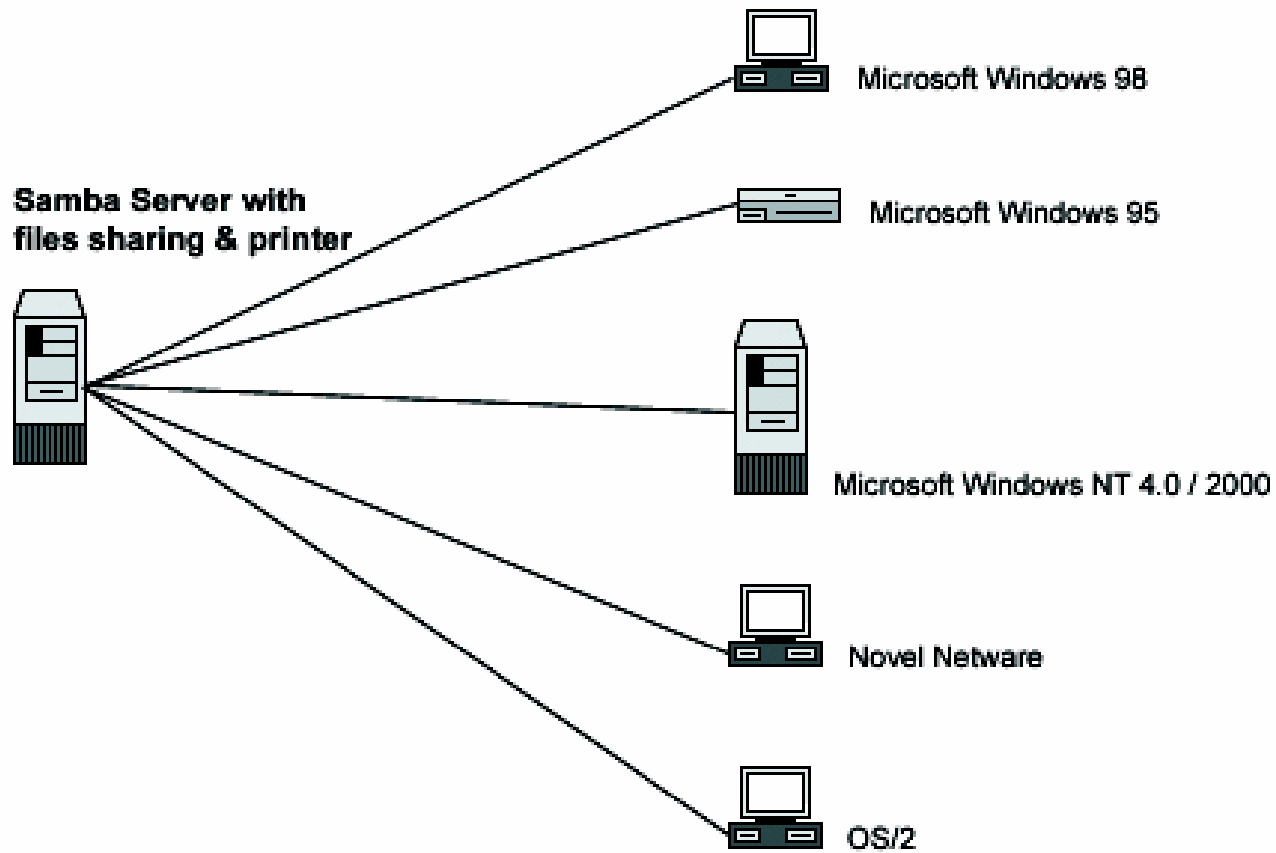 Microsoft Windows 98
Samba Server with
files sharing & printer
Microsoft Windows 95
Microsoft Windows NT 4.0 / 2000
Novel Netware
OS/2